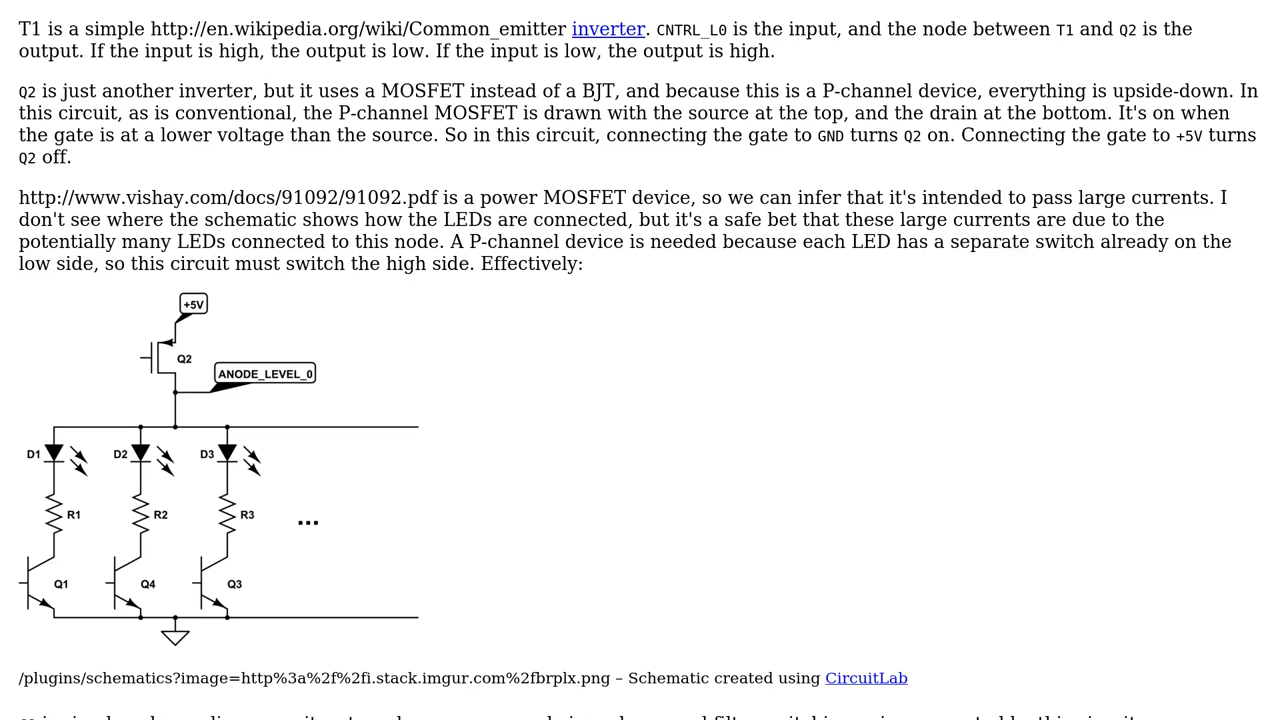 T1 is a simple http://en.wikipedia.org/wiki/Common_emitter inverter. CNTRL_L0 is the input, and the node between T1 and Q2 is the
output. If the input is high, the output is low. If the input is low, the output is high.
Q2 is just another inverter, but it uses a MOSFET instead of a BJT, and because this is a P-channel device, everything is upside-down. In
this circuit, as is conventional, the P-channel MOSFET is drawn with the source at the top, and the drain at the bottom. It's on when
the gate is at a lower voltage than the source. So in this circuit, connecting the gate to GND turns Q2 on. Connecting the gate to +5V turns
Q2 off.
http://www.vishay.com/docs/91092/91092.pdf is a power MOSFET device, so we can infer that it's intended to pass large currents. I
don't see where the schematic shows how the LEDs are connected, but it's a safe bet that these large currents are due to the
potentially many LEDs connected to this node. A P-channel device is needed because each LED has a separate switch already on the
low side, so this circuit must switch the high side. Effectively:
+5V
Q2
ANODE_LEVEL_0
D1 D2 D3
R1 R2 R3 ...
Q1 Q4 Q3
/plugins/schematics?image=http%3a%2f%2fi.stack.imgur.com%2fbrplx.png – Schematic created using CircuitLab